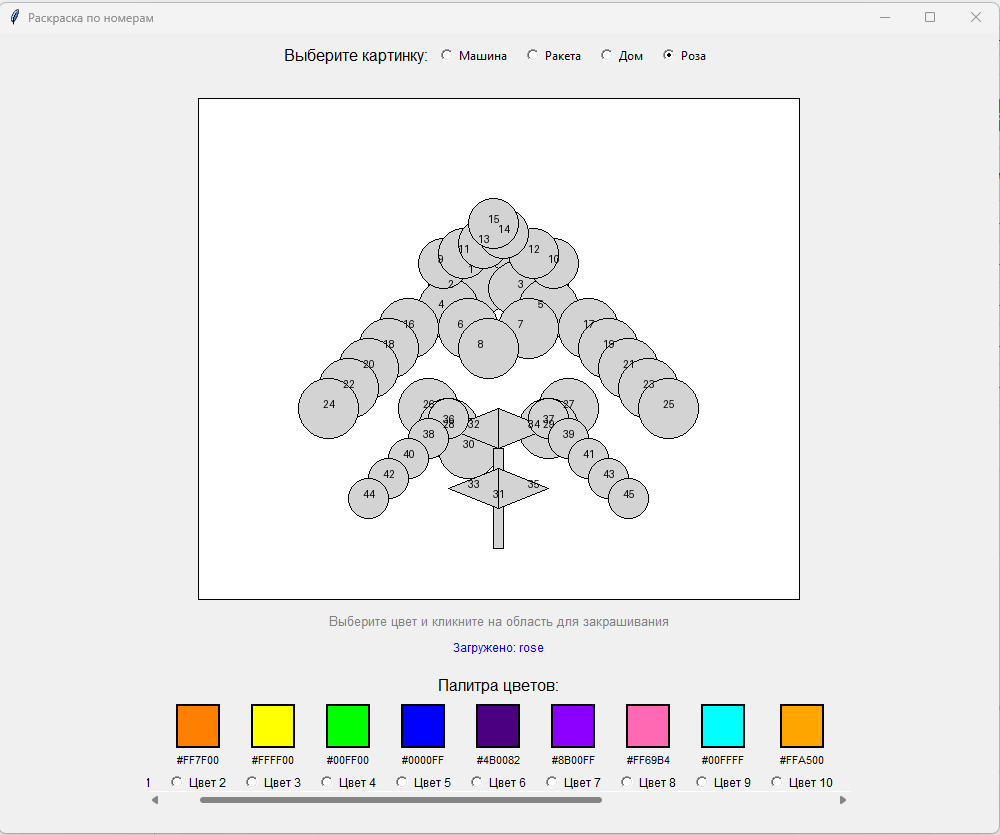 Раскраска по номерам
Выберите картинку: Машина Ракета Дом Роза
15
14
13
11 12
9 10
1
2 3
4 5
16 6 7 17
18 8 19
20 21
22 23
24 26 27 25
36 37
28 32 34 29
38 39
30
40 41
42 43
33 35
44 31 45
Выберите цвет и кликните на область для закрашивания
Загружено: rose
Палитра цветов:
#FF7F00 #FFFF00 #00FF00 #0000FF #4B0082 #8B00FF #FF69B4 #00FFFF #FFA500
1 Цвет 2 Цвет 3 Цвет 4 Цвет 5 Цвет 6 Цвет 7 Цвет 8 Цвет 9 Цвет 10